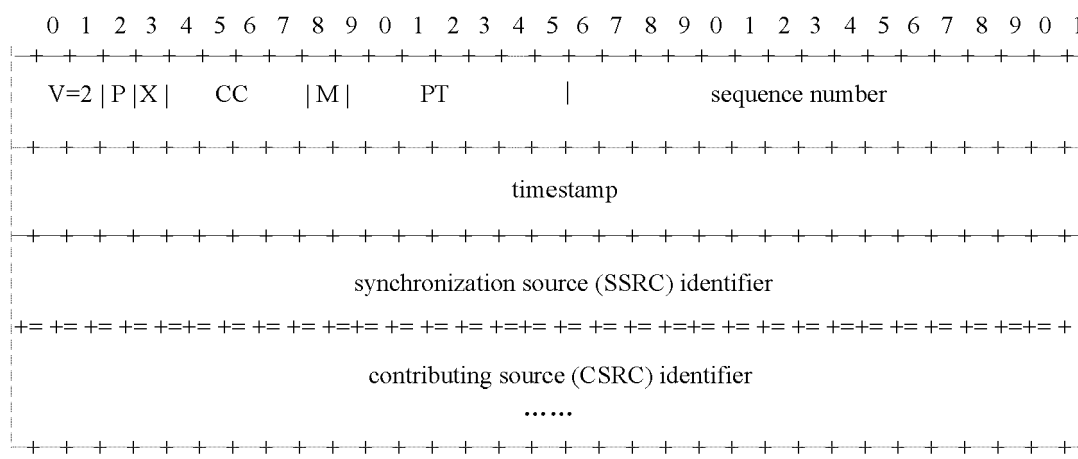 0 1 2 3 4 5 6 7 8 9 0 1 2 3 4 5 6 7 8 9 0 1 2 3 4 5 6 7 8 9 0 1
+ + + + + + + + + + + + + + + + + + + + + + + + + + + + + + + +
V=2 | P |X | CC | M | PT | sequence number
+ + + + + + + + + + + + + + + + + + + + + + + + + + + + + + + +
timestamp
+ + + + + + + + + + + + + + + + + + + + + + + + + + + + + + + +
synchronization source (SSRC) identifier
+= += += += +=+= += += += +=+= += += += +=+= += += += +=+= += += += +=+= += += += +=+= +
contributing source (CSRC) identifier
……
+ + + + + + + + + + + + + + + + + + + + + + + + + + + + + + + +